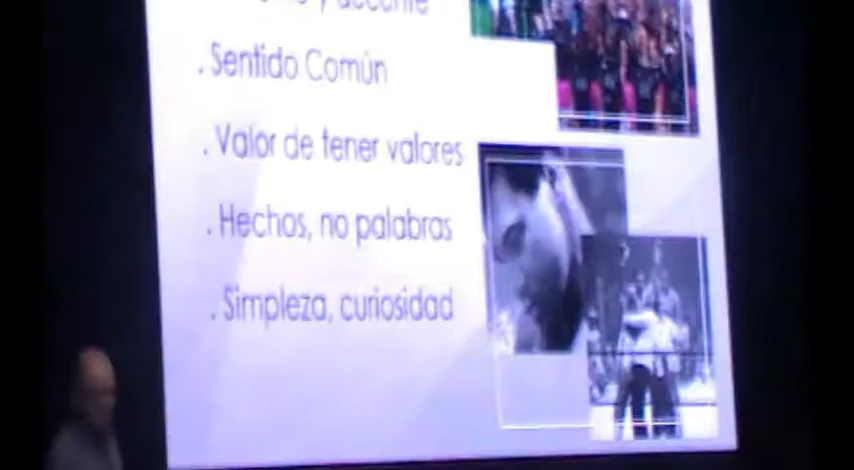 . Sentido Común
. Valor de tener valores
. Hechos, no palabras
. Simpleza, curiosidad